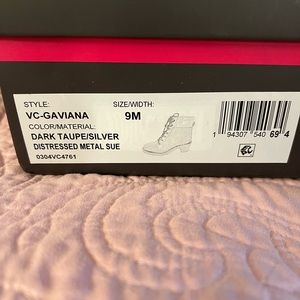 STYLE: SIZE/WIDTH:
VC-GAVIANA 9M
COLOR/MATERIAL:
DARK TAUPE/SILVER
DISTRESSED METAL SUE
0304VC4761
1 94307 540 69 4